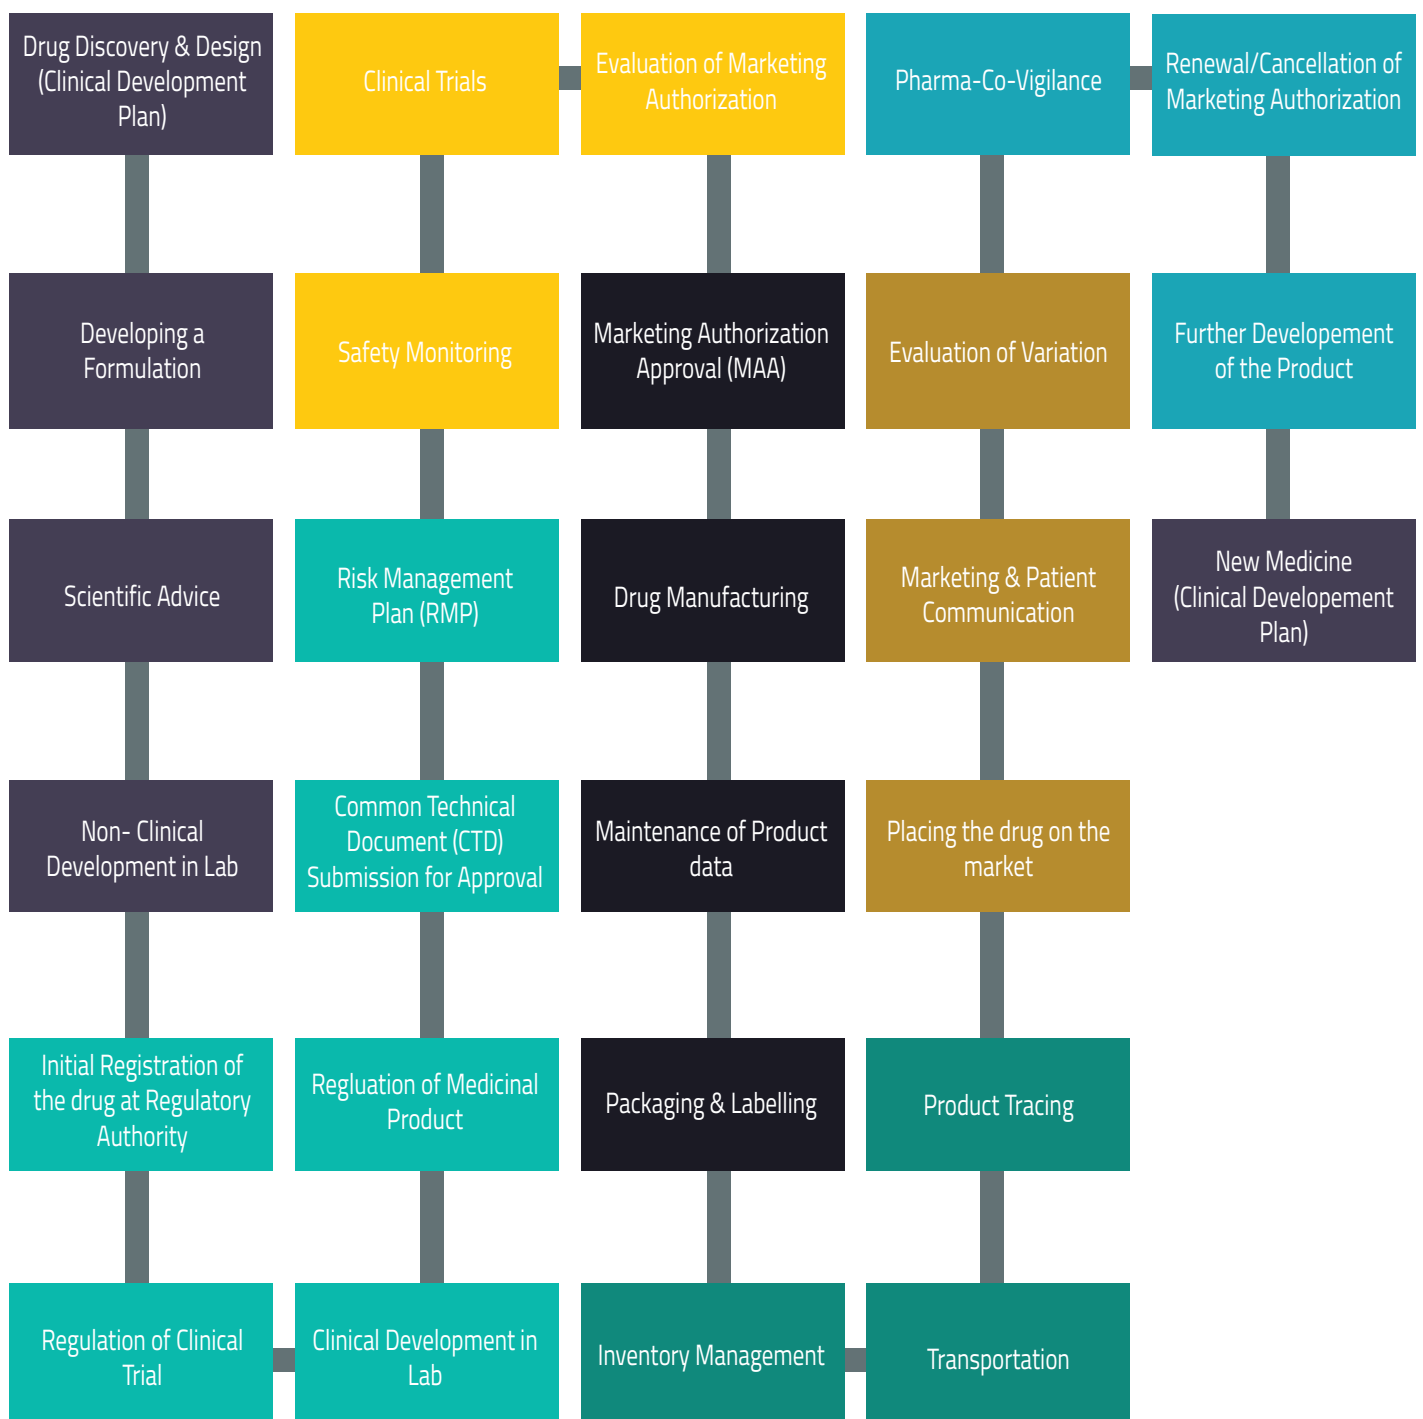 Drug Discovery & Design
(Clinical Development
Plan)
Clinical Trials
Evaluation of Marketing
Authorization
Pharma-Co-Vigilance
Renewal/Cancellation of
Marketing Authorization
Developing a
Formulation
Safety Monitoring
Marketing Authorization
Approval (MAA)
Evaluation of Variation
Further Developement
of the Product
Scientific Advice
Risk Management
Plan (RMP)
Drug Manufacturing
Marketing & Patient
Communication
New Medicine
(Clinical Developement
Plan)
Non- Clinical
Development in Lab
Common Technical
Document (CTD)
Submission for Approval
Maintenance of Product
data
Placing the drug on the
market
Initial Registration of
the drug at Regulatory
Authority
Regluation of Medicinal
Product
Packaging & Labelling
Product Tracing
Regulation of Clinical
Trial
Clinical Development in
Lab
Inventory Management
Transportation